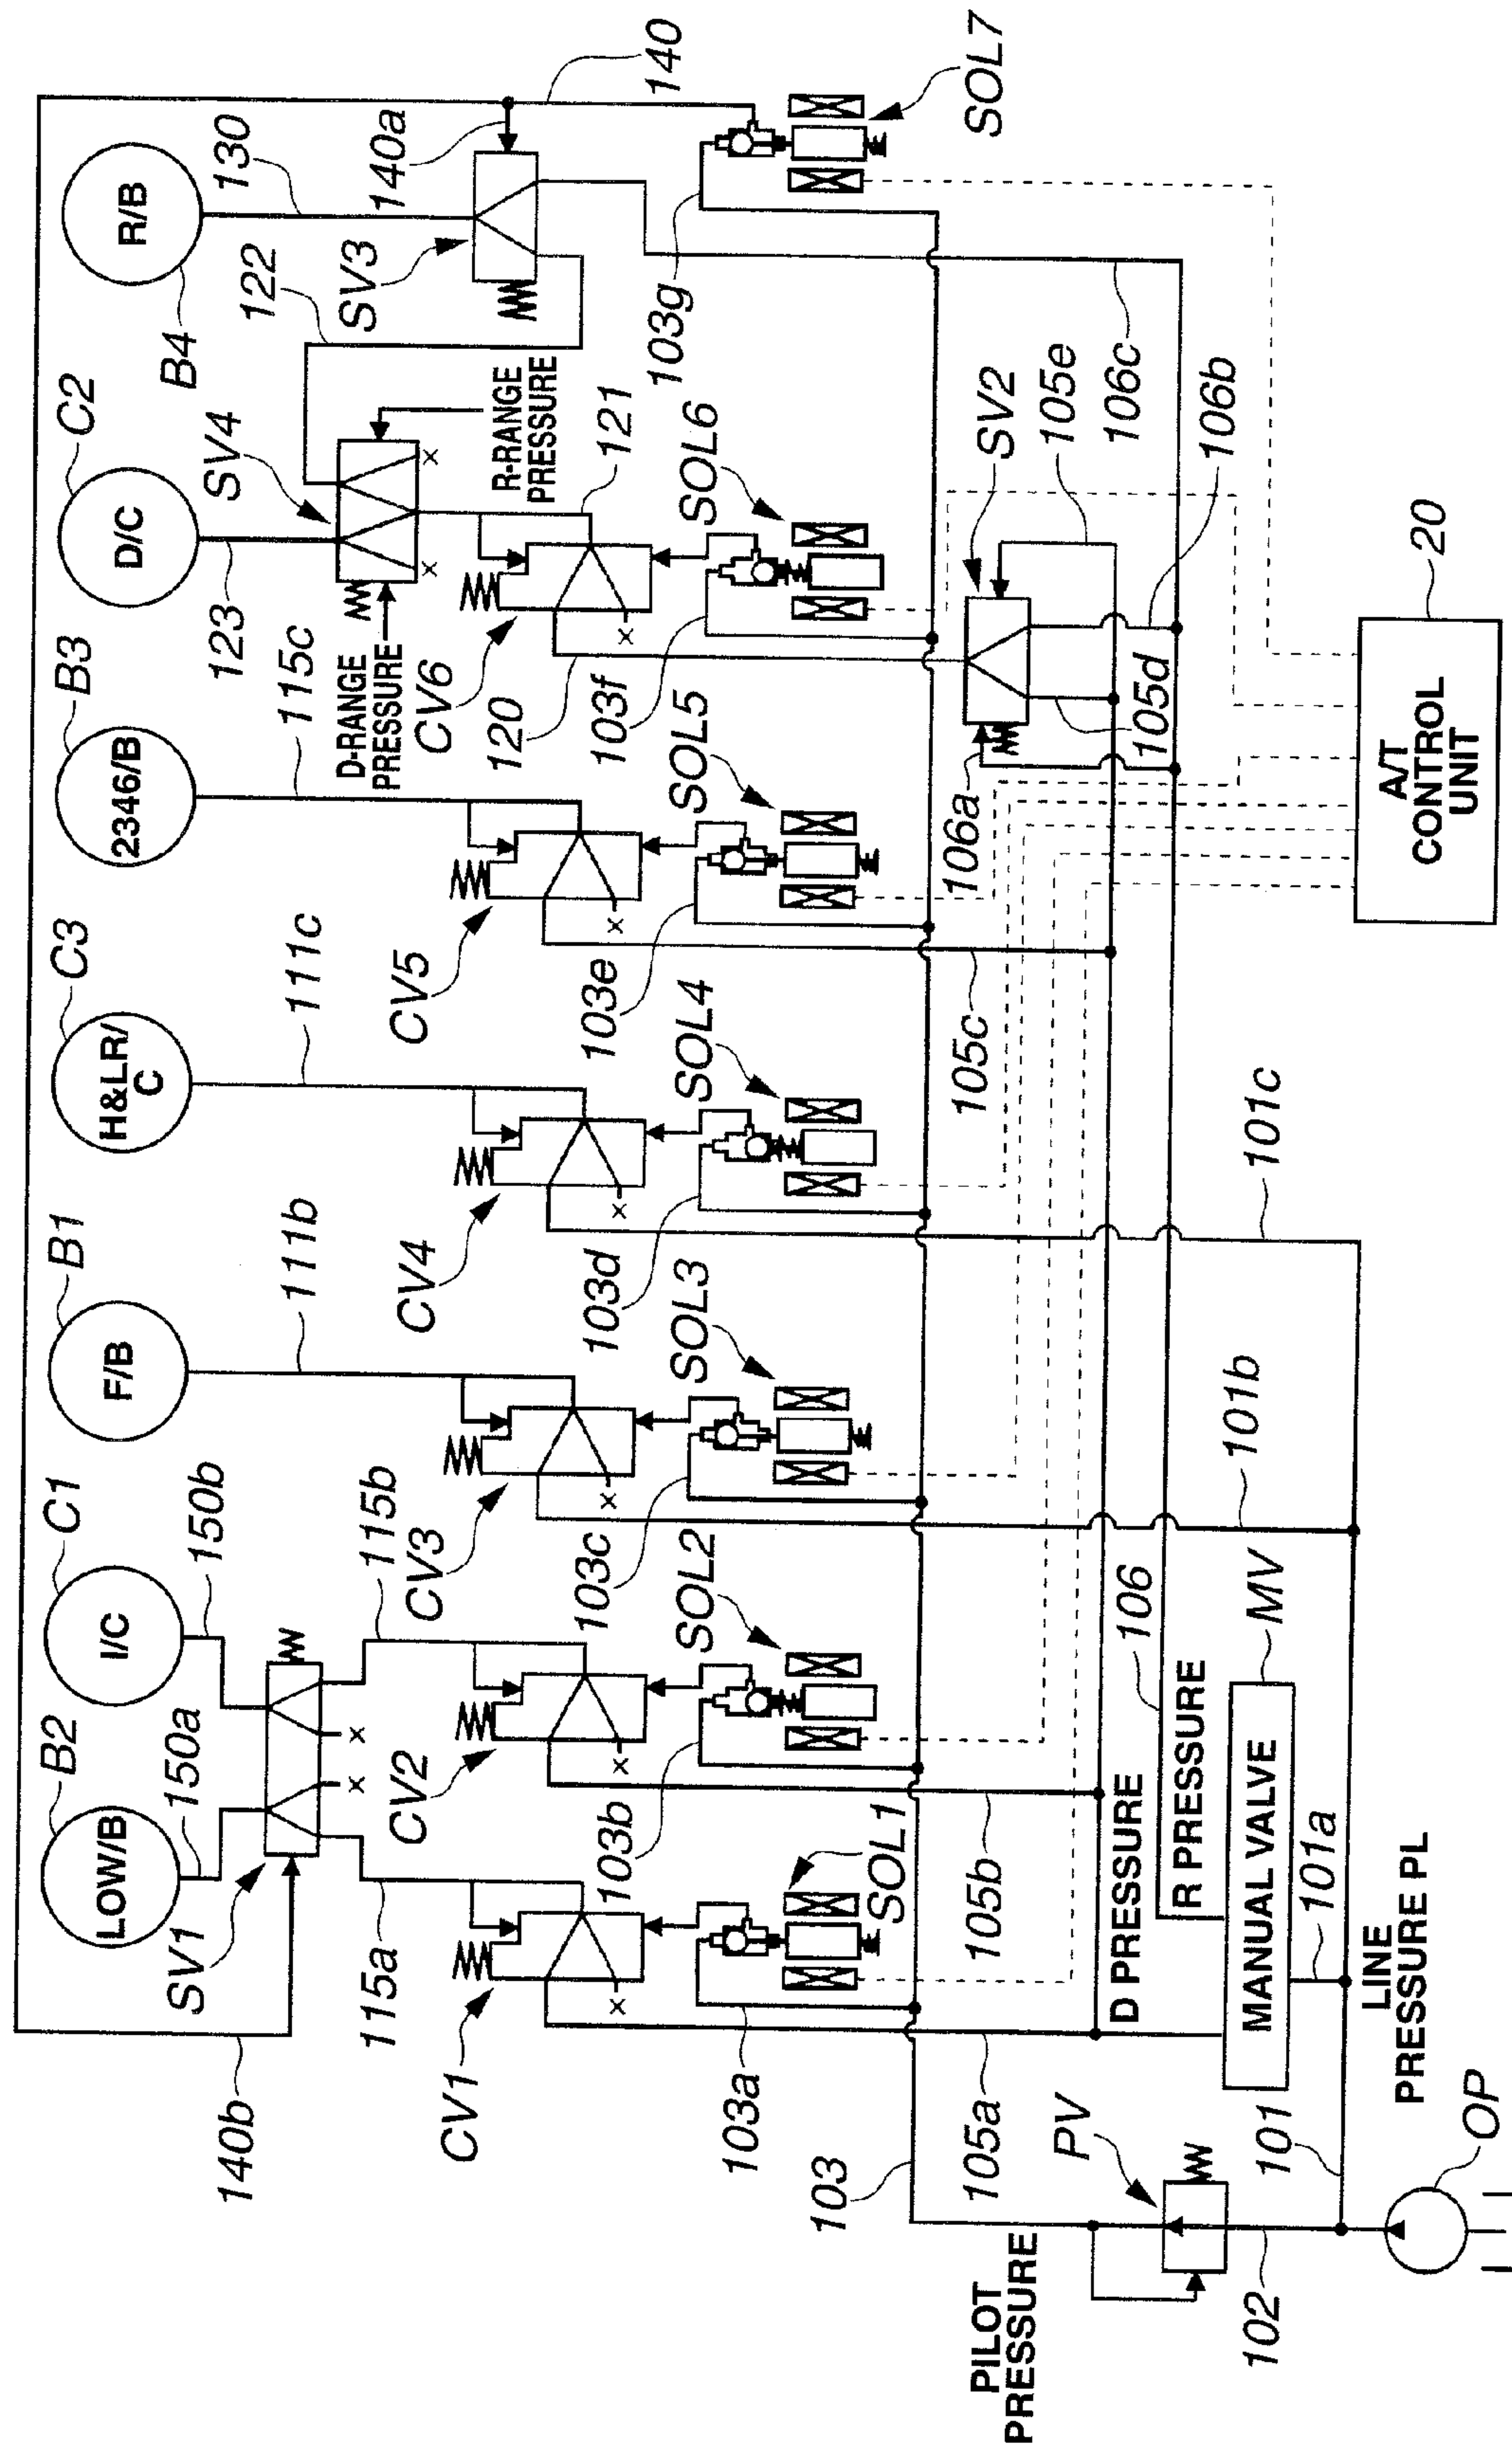 B2
LOW/B
150a
C1
I/C
150b
B1
F/B
111b
C3
H&LR/
C
111c
B3
2346/B
115c
C2
D/C
123
B4
R/B
130
122
140a
140
140b
SV1
115a
115b
SV4
SV3
D-RANGE
PRESSURE
R-RANGE
PRESSURE
CV1
CV2
CV3
CV4
CV5
CV6
120
121
103a
103b
103c
103d
103e
103f
103g
SOL1
SOL2
SOL3
SOL4
SOL5
SOL6
SOL7
103
PILOT
PRESSURE
105a
105b
105c
105d
105e
SV2
106a
106b
106c
PV
D PRESSURE
R PRESSURE
106
MANUAL VALVE
MV
101a
101b
101c
102
101
LINE
PRESSURE PL
OP
A/T
CONTROL
UNIT
20